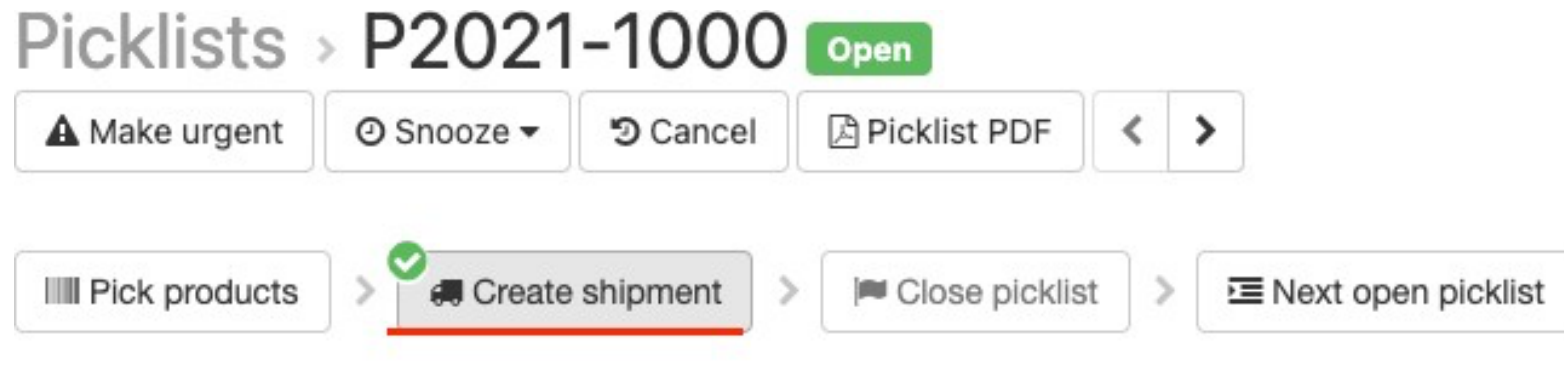 Picklists > P2021-1000 Open
Make urgent Snooze Cancel Picklist PDF
Pick products Create shipment Close picklist Next open picklist